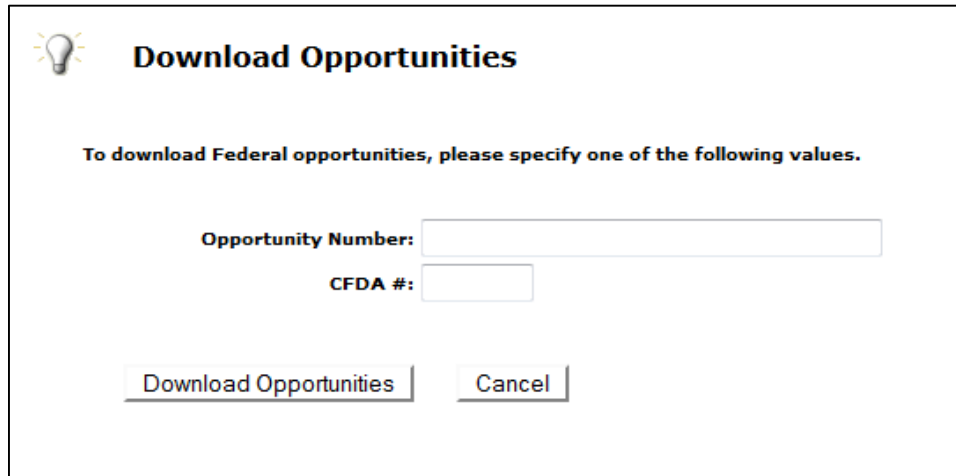 Download Opportunities
To download Federal opportunities, please specify one of the following values.
Opportunity Number:
CFDA #:
Download Opportunities Cancel